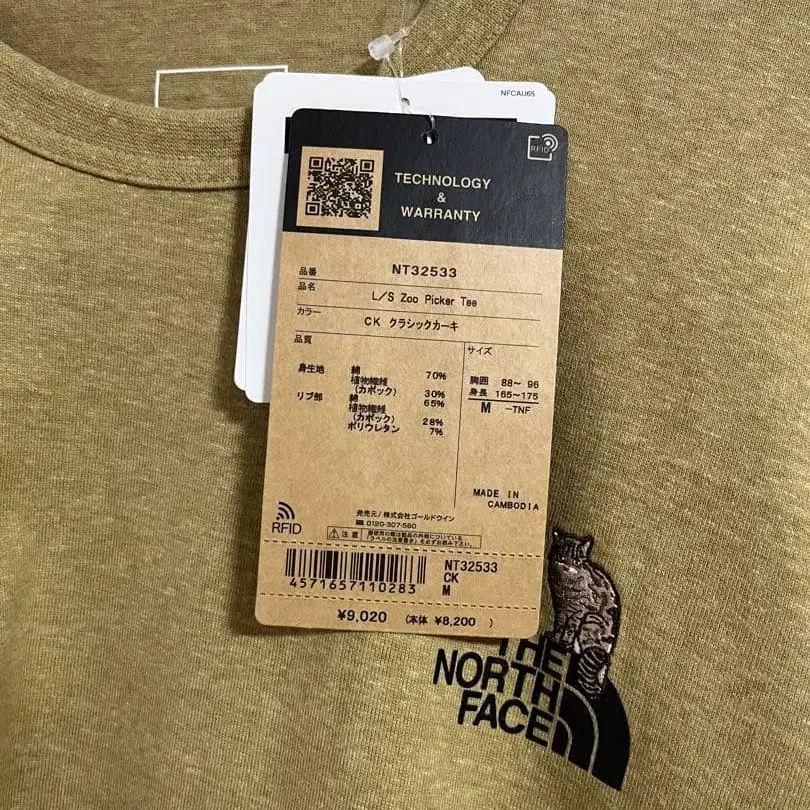 NFCAU65
RFID
TECHNOLOGY
&
WARRANTY
品番 NT32533
品名 L/S Zoo Picker Tee
カラー CK クラシックカーキ
品質
サイズ
身生地 綿 70%
植物繊維
(カポック) 30%
リブ部 綿 65%
植物繊維
(カポック) 28%
ポリウレタン 7%
胸囲 88~ 96
身長 165~175
M -TNF
MADE IN
CAMBODIA
RFID
発売元/株式会社ゴールドウイン
0120-307-560
注意
NT32533
CK
M
4571657110283
¥9,020 (本体 ¥8,200 )
THE
NORTH
FACE